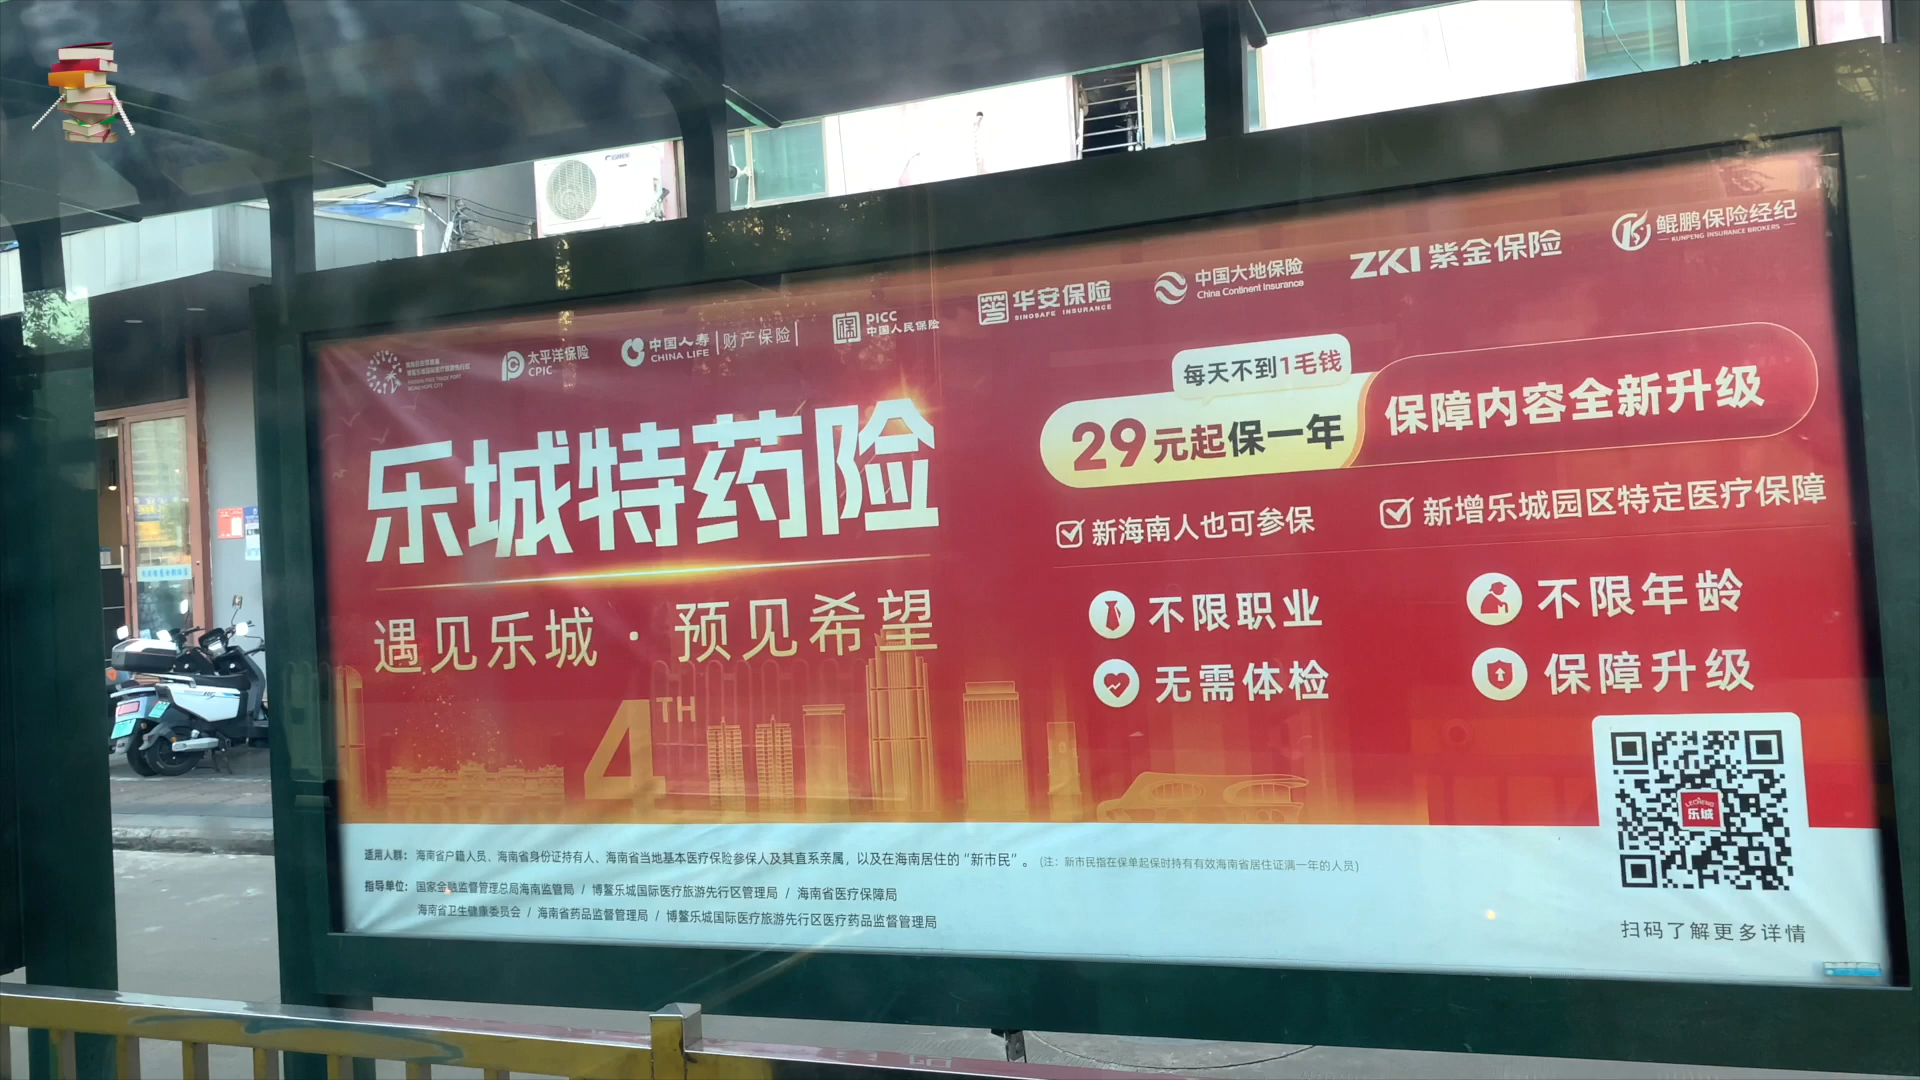 太平洋保险
CPIC
中国人寿 财产保险
CHINA LIFE
PICC
中国人民保险
华安保险
SINOSAFE INSURANCE
中国大地保险
China Continent Insurance
ZKI 紫金保险
鲲鹏保险经纪
KUNPENG INSURANCE BROKERS
乐城特药险
遇见乐城·预见希望
4TH
每天不到1毛钱
29元起保一年
保障内容全新升级
新海南人也可参保
新增乐城园区特定医疗保障
不限职业
不限年龄
无需体检
保障升级
LECHENG
乐城
扫码了解更多详情
适用人群：海南省户籍人员、海南省身份证持有人、海南省当地基本医疗保险参保人及其直系亲属，以及在海南居住的“新市民”。（注：新市民指在保单起保时持有有效海南省居住证满一年的人员）
指导单位：国家金融监督管理总局海南监管局 / 博鳌乐城国际医疗旅游先行区管理局 / 海南省医疗保障局
海南省卫生健康委员会 / 海南省药品监督管理局 / 博鳌乐城国际医疗旅游先行区医疗药品监督管理局